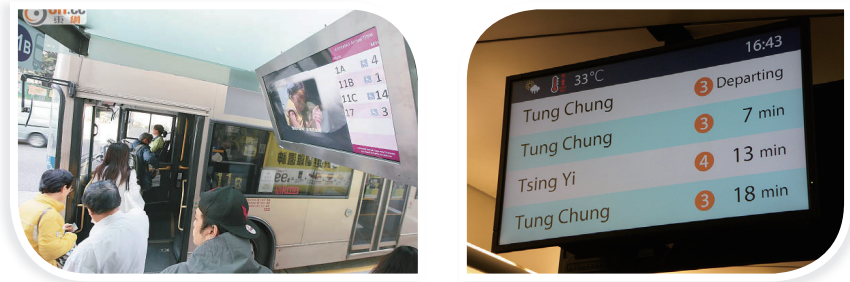 on.cc
東網
1B
1A 4
11B 1
11C 14
17 3
16:43
33°C
Tung Chung 3 Departing
Tung Chung 3 7 min
Tsing Yi 4 13 min
Tung Chung 3 18 min